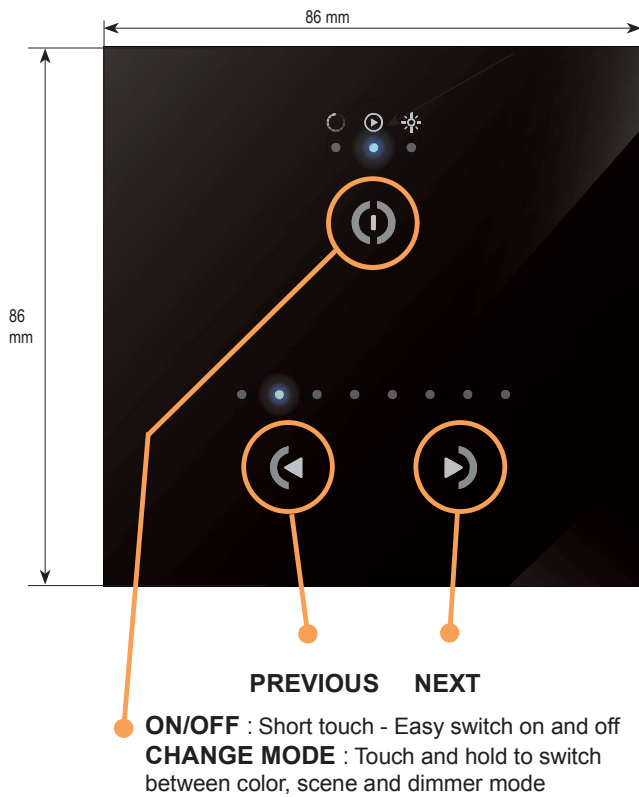 86 mm
86
mm
PREVIOUS NEXT
ON/OFF : Short touch - Easy switch on and off
CHANGE MODE : Touch and hold to switch
between color, scene and dimmer mode